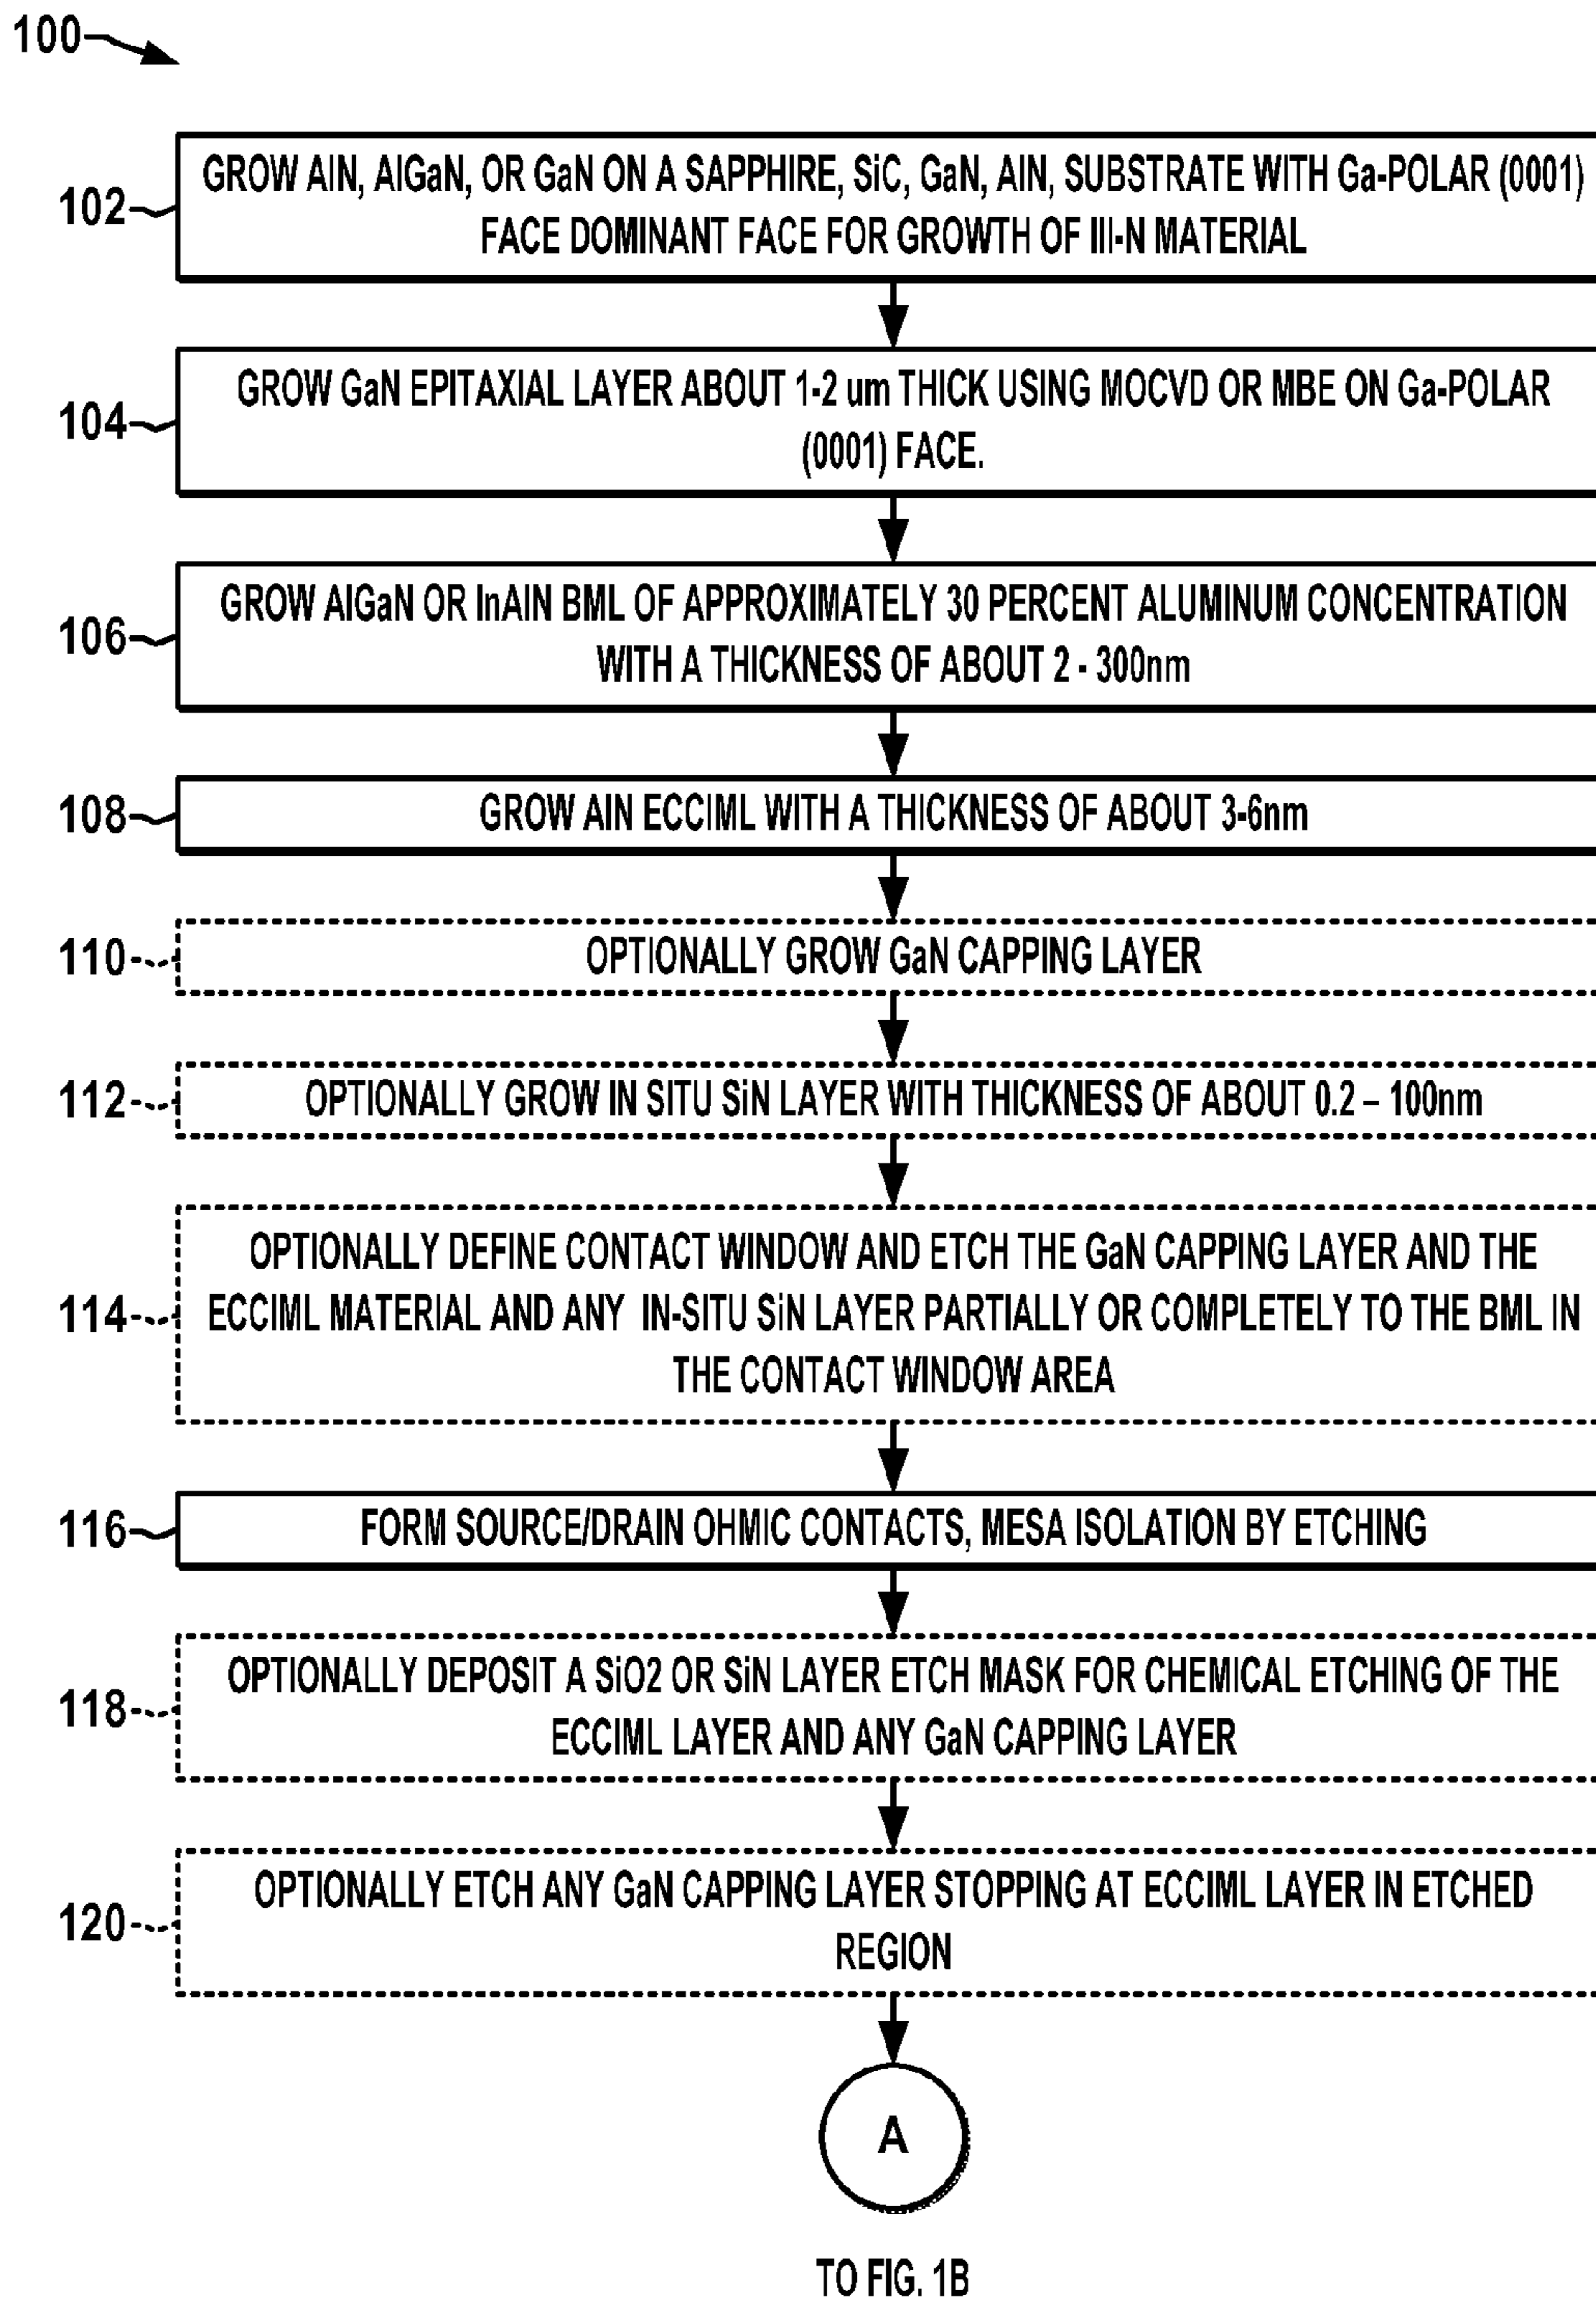 100
102
GROW AlN, AlGaN, OR GaN ON A SAPPHIRE, SiC, GaN, AlN, SUBSTRATE WITH Ga-POLAR (0001)
FACE DOMINANT FACE FOR GROWTH OF III-N MATERIAL
104
GROW GaN EPITAXIAL LAYER ABOUT 1-2 um THICK USING MOCVD OR MBE ON Ga-POLAR
(0001) FACE.
106
GROW AlGaN OR InAlN BML OF APPROXIMATELY 30 PERCENT ALUMINUM CONCENTRATION
WITH A THICKNESS OF ABOUT 2 - 300nm
108
GROW AlN ECCIML WITH A THICKNESS OF ABOUT 3-6nm
110
OPTIONALLY GROW GaN CAPPING LAYER
112
OPTIONALLY GROW IN SITU SiN LAYER WITH THICKNESS OF ABOUT 0.2 – 100nm
114
OPTIONALLY DEFINE CONTACT WINDOW AND ETCH THE GaN CAPPING LAYER AND THE
ECCIML MATERIAL AND ANY IN-SITU SiN LAYER PARTIALLY OR COMPLETELY TO THE BML IN
THE CONTACT WINDOW AREA
116
FORM SOURCE/DRAIN OHMIC CONTACTS, MESA ISOLATION BY ETCHING
118
OPTIONALLY DEPOSIT A SiO2 OR SiN LAYER ETCH MASK FOR CHEMICAL ETCHING OF THE
ECCIML LAYER AND ANY GaN CAPPING LAYER
120
OPTIONALLY ETCH ANY GaN CAPPING LAYER STOPPING AT ECCIML LAYER IN ETCHED
REGION
A
TO FIG. 1B